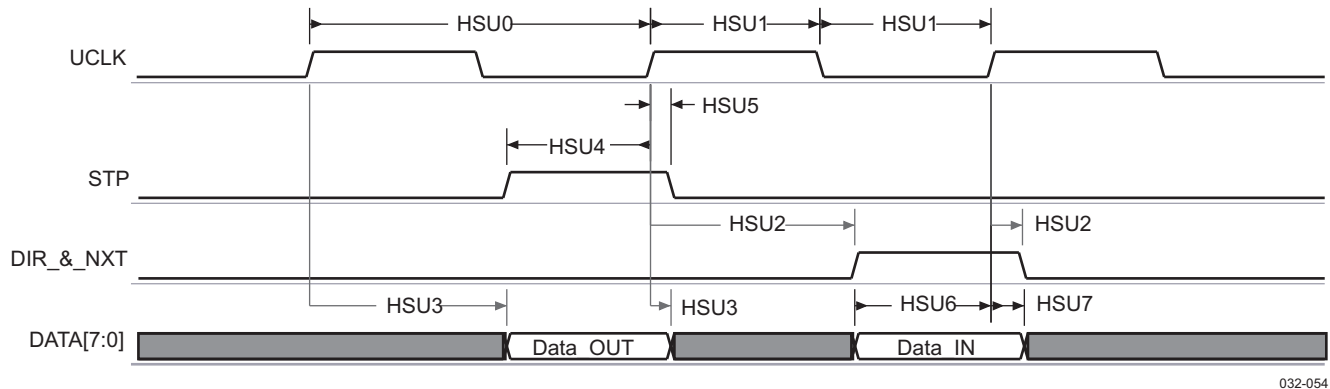 HSU0 HSU1 HSU1
UCLK
HSU5
HSU4
STP
HSU2 HSU2
DIR_&_NXT
HSU3 HSU3 HSU6 HSU7
DATA[7:0] Data_OUT Data_IN
032-054